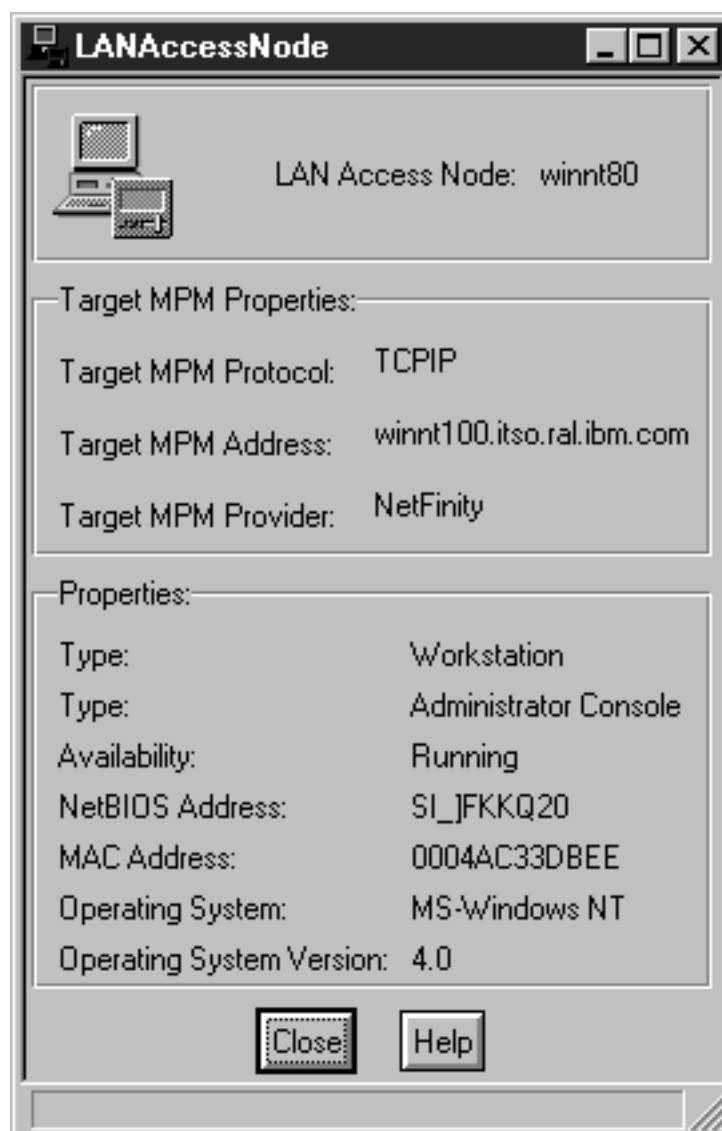 LANAccessNode
LAN Access Node: winnt80
Target MPM Properties:
Target MPM Protocol: TCPIP
Target MPM Address: winnt100.itso.ral.ibm.com
Target MPM Provider: NetFinity
Properties:
Type: Workstation
Type: Administrator Console
Availability: Running
NetBIOS Address: SI_]FKKQ20
MAC Address: 0004AC33DBEE
Operating System: MS-Windows NT
Operating System Version: 4.0
Close Help